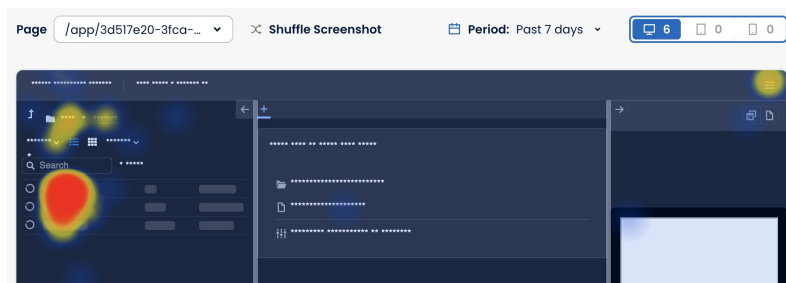 Page /app/3d517e20-3fca-... Shuffle Screenshot Period: Past 7 days 6 0 0
****** ********** ******* **** ***** * ******* **
**** * *******
******* *******
***** **** ** ***** **** *****
*
Search * *****
*************************
********************
********* *********** ** ********